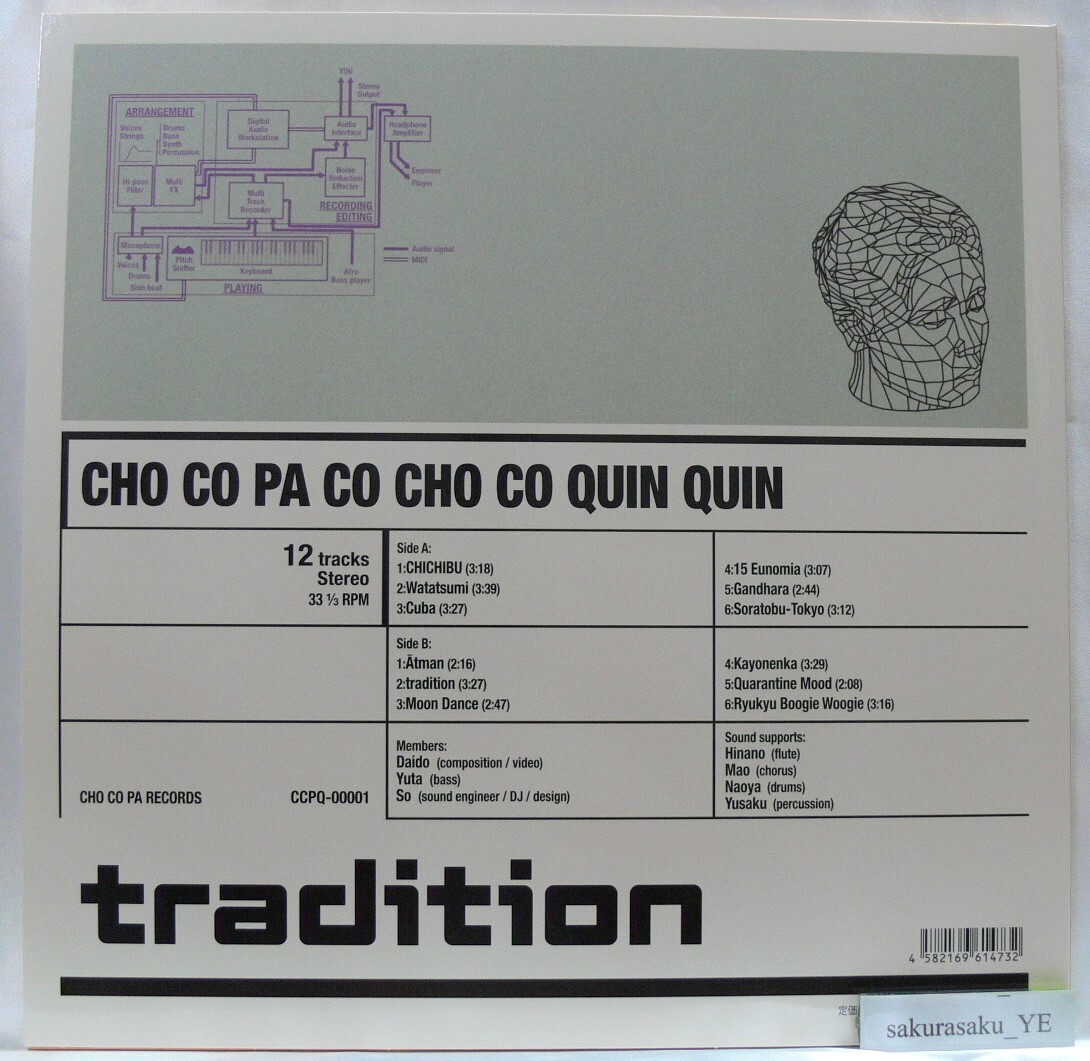 YOU
Stereo
Output
ARRANGEMENT
Voices
Strings
Drums
Bass
Synth
Percussion
Digital
Audio
Workstation
Audio
Interface
Headphone
Amplifier
Hi-pass
Filter
Multi
FX
Noise
Reduction
Effecter
Engineer
Player
Multi
Track
Recorder
RECORDING
EDITING
Microphone
Voices
Drums
Shin beat
Pitch
Shifter
Keyboard
Afro
Bass player
PLAYING
Audio signal
MIDI
CHO CO PA CO CHO CO QUIN QUIN
12 tracks
Stereo
33 ⅓ RPM
Side A:
1:CHICHIBU (3:18)
2:Watatsumi (3:39)
3:Cuba (3:27)
4:15 Eunomia (3:07)
5:Gandhara (2:44)
6:Soratobu-Tokyo (3:12)
Side B:
1:Ātman (2:16)
2:tradition (3:27)
3:Moon Dance (2:47)
4:Kayonenka (3:29)
5:Quarantine Mood (2:08)
6:Ryukyu Boogie Woogie (3:16)
CHO CO PA RECORDS CCPQ-00001
Members:
Daido (composition / video)
Yuta (bass)
So (sound engineer / DJ / design)
Sound supports:
Hinano (flute)
Mao (chorus)
Naoya (drums)
Yusaku (percussion)
tradition
4 582169 614732
定価
sakurasaku_YE